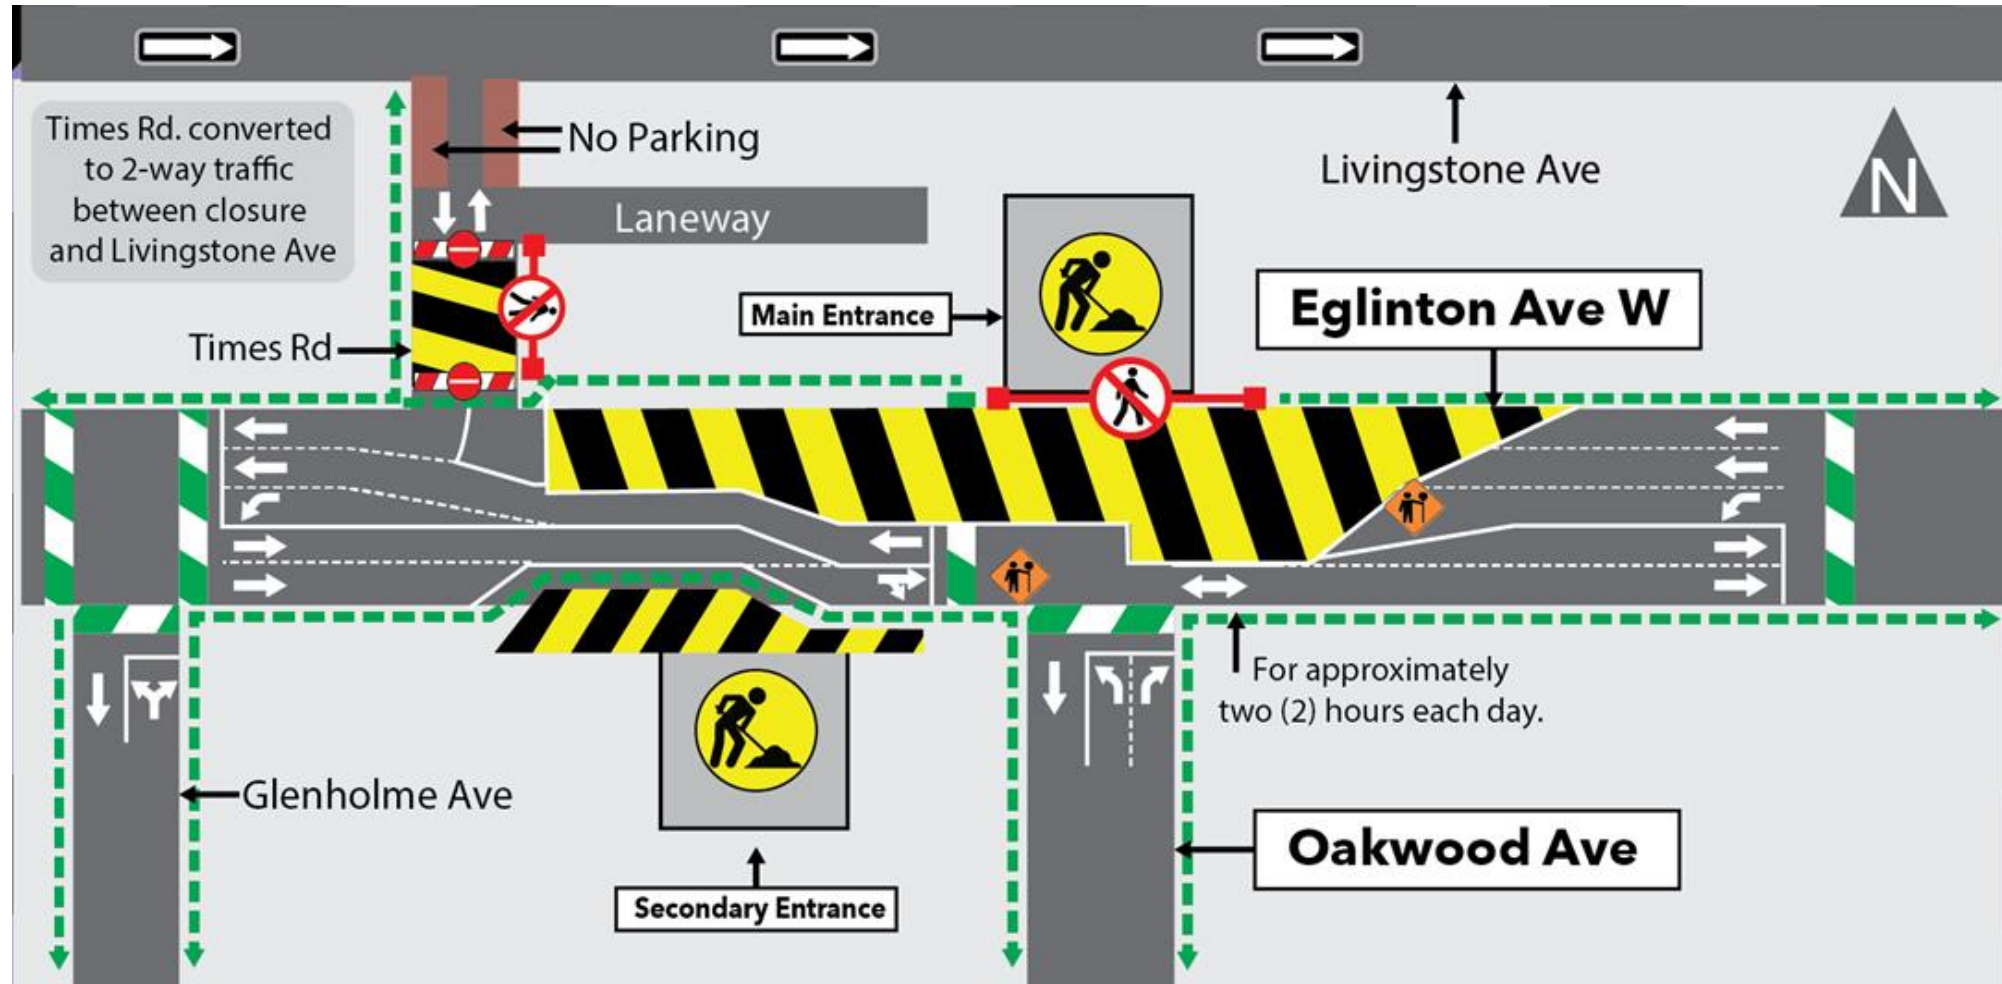 Times Rd. converted
to 2-way traffic
between closure
and Livingstone Ave
No Parking
Livingstone Ave
N
Laneway
Main Entrance
Eglinton Ave W
Times Rd
For approximately
two (2) hours each day.
Glenholme Ave
Oakwood Ave
Secondary Entrance